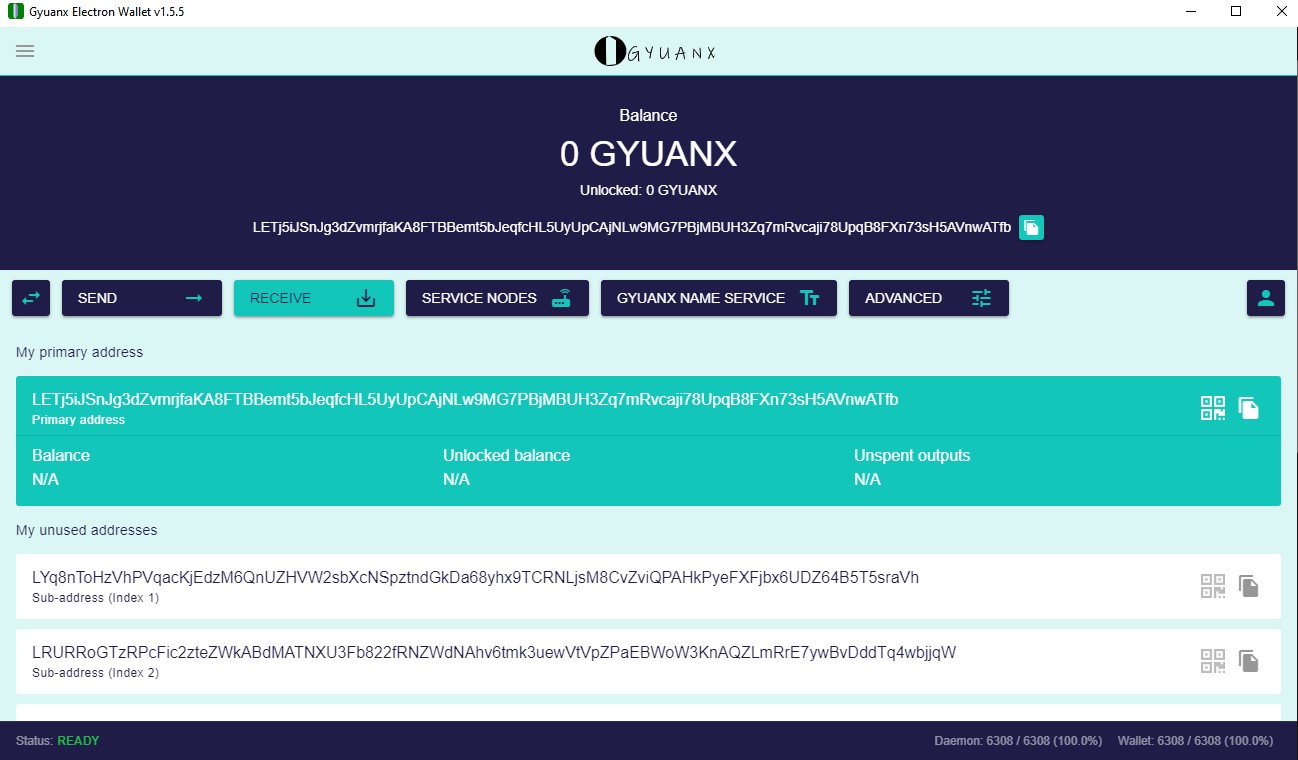 Gyuanx Electron Wallet v1.5.5
GYUANX
Balance
0 GYUANX
Unlocked: 0 GYUANX
LETj5iJSnJg3dZvmrjfaKA8FTBBemt5bJeqfcHL5UyUpCAjNLw9MG7PBjMBUH3Zq7mRvcaji78UpqB8FXn73sH5AVnwATfb
SEND
RECEIVE
SERVICE NODES
GYUANX NAME SERVICE
ADVANCED
My primary address
LETj5iJSnJg3dZvmrjfaKA8FTBBemt5bJeqfcHL5UyUpCAjNLw9MG7PBjMBUH3Zq7mRvcaji78UpqB8FXn73sH5AVnwATfb
Primary address
Balance Unlocked balance Unspent outputs
N/A N/A N/A
My unused addresses
LYq8nToHzVhPVqacKjEdzM6QnUZHVW2sbXcNSpztndGkDa68yhx9TCRNLjsM8CvZviQPAHkPyeFXFjbx6UDZ64B5T5sraVh
Sub-address (Index 1)
LRURRoGTzRPcFic2zteZWkABdMATNXU3Fb822fRNZWdNAhv6tmk3uewVtVpZPaEBWoW3KnAQZLmRrE7ywBvDddTq4wbjjqW
Sub-address (Index 2)
Status: READY
Daemon: 6308 / 6308 (100.0%) Wallet: 6308 / 6308 (100.0%)